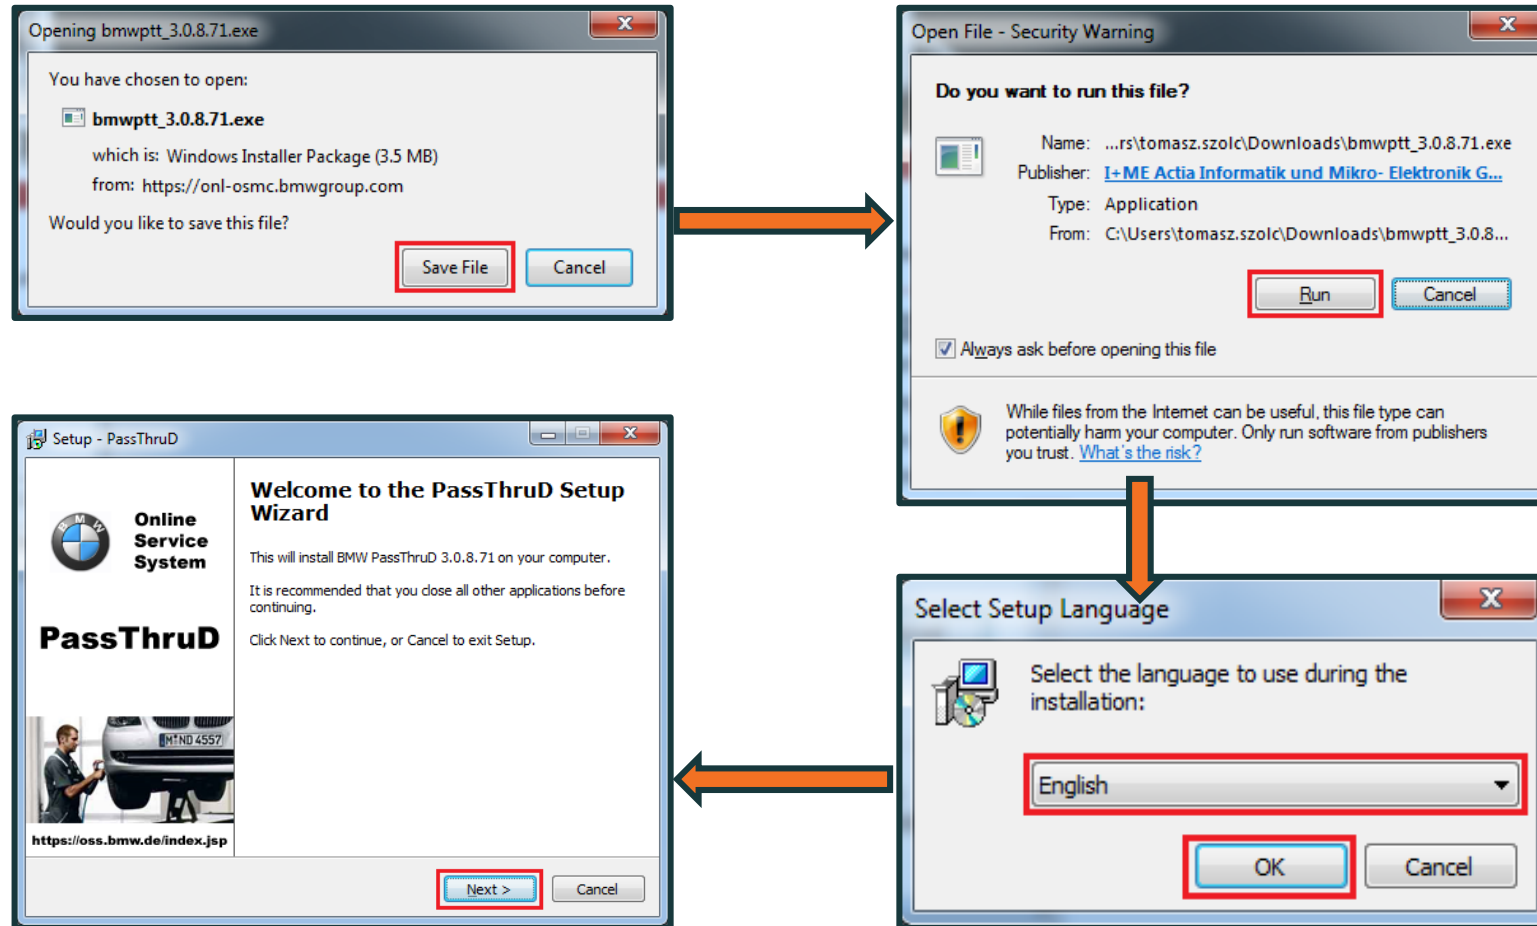 Opening bmwptt_3.0.8.71.exe
You have chosen to open:
bmwptt_3.0.8.71.exe
which is: Windows Installer Package (3.5 MB)
from: https://onl-osmc.bmwgroup.com
Would you like to save this file?
Save File
Cancel
Open File - Security Warning
Do you want to run this file?
Name: ...rs\tomasz.szolc\Downloads\bmwptt_3.0.8.71.exe
Publisher: I+ME Actia Informatik und Mikro- Elektronik G...
Type: Application
From: C:\Users\tomasz.szolc\Downloads\bmwptt_3.0.8...
Run
Cancel
Always ask before opening this file
While files from the Internet can be useful, this file type can
potentially harm your computer. Only run software from publishers
you trust. What's the risk?
Select Setup Language
Select the language to use during the
installation:
English
OK
Cancel
Setup - PassThruD
BMW
Online
Service
System
PassThruD
M*ND 4557
https://oss.bmw.de/index.jsp
Welcome to the PassThruD Setup
Wizard
This will install BMW PassThruD 3.0.8.71 on your computer.
It is recommended that you close all other applications before
continuing.
Click Next to continue, or Cancel to exit Setup.
Next >
Cancel